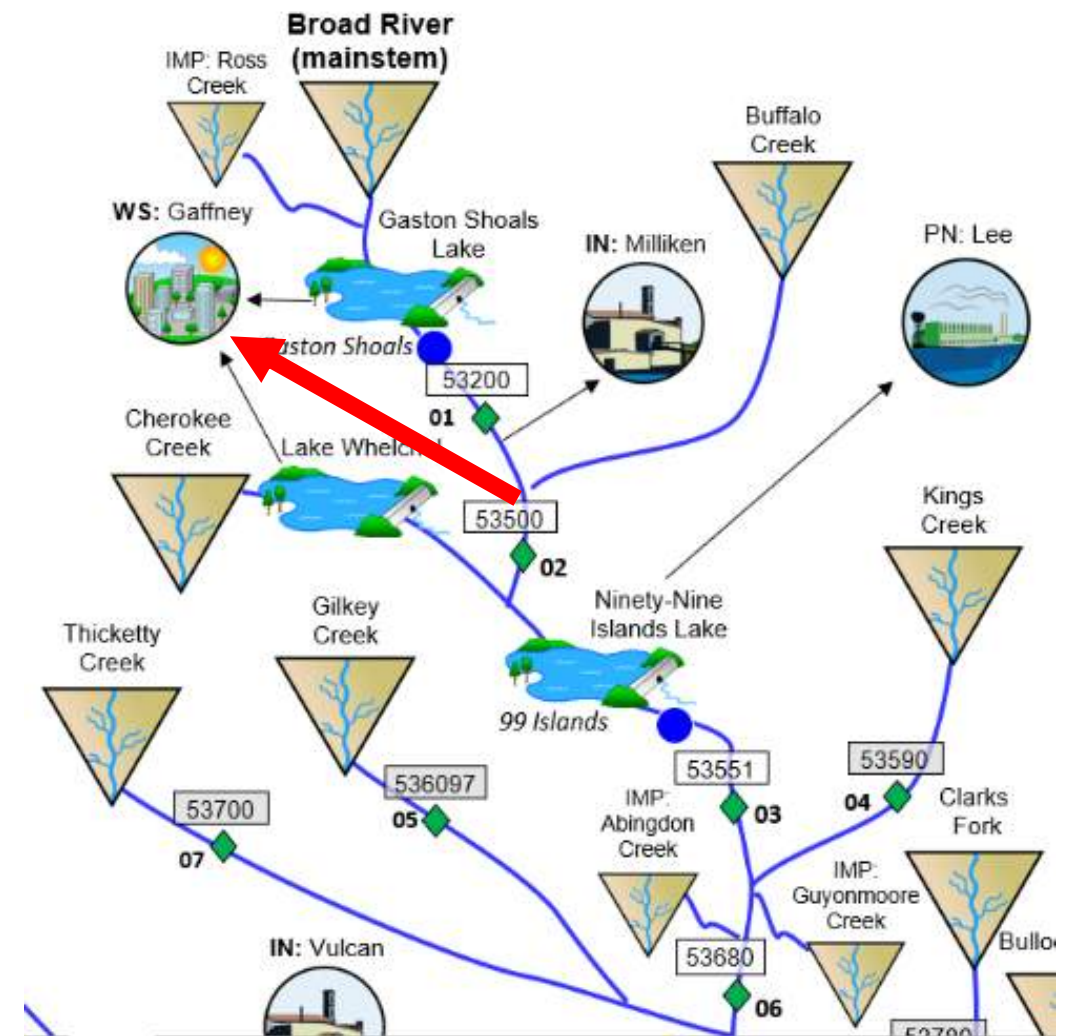 Broad River
(mainstem)
IMP: Ross
Creek
Buffalo
Creek
WS: Gaffney
Gaston Shoals
Lake
IN: Milliken
PN: Lee
Shoals
53200
01
Cherokee
Creek
Lake
53500
02
Kings
Creek
Gilkey
Creek
Ninety-Nine
Islands Lake
Thicketty
Creek
99 Islands
53551
53590
536097
53700
IMP:
Abingdon
Creek
03
04
Clarks
Fork
05
07
IMP:
Guyonmoore
Creek
IN: Vulcan
53680
06